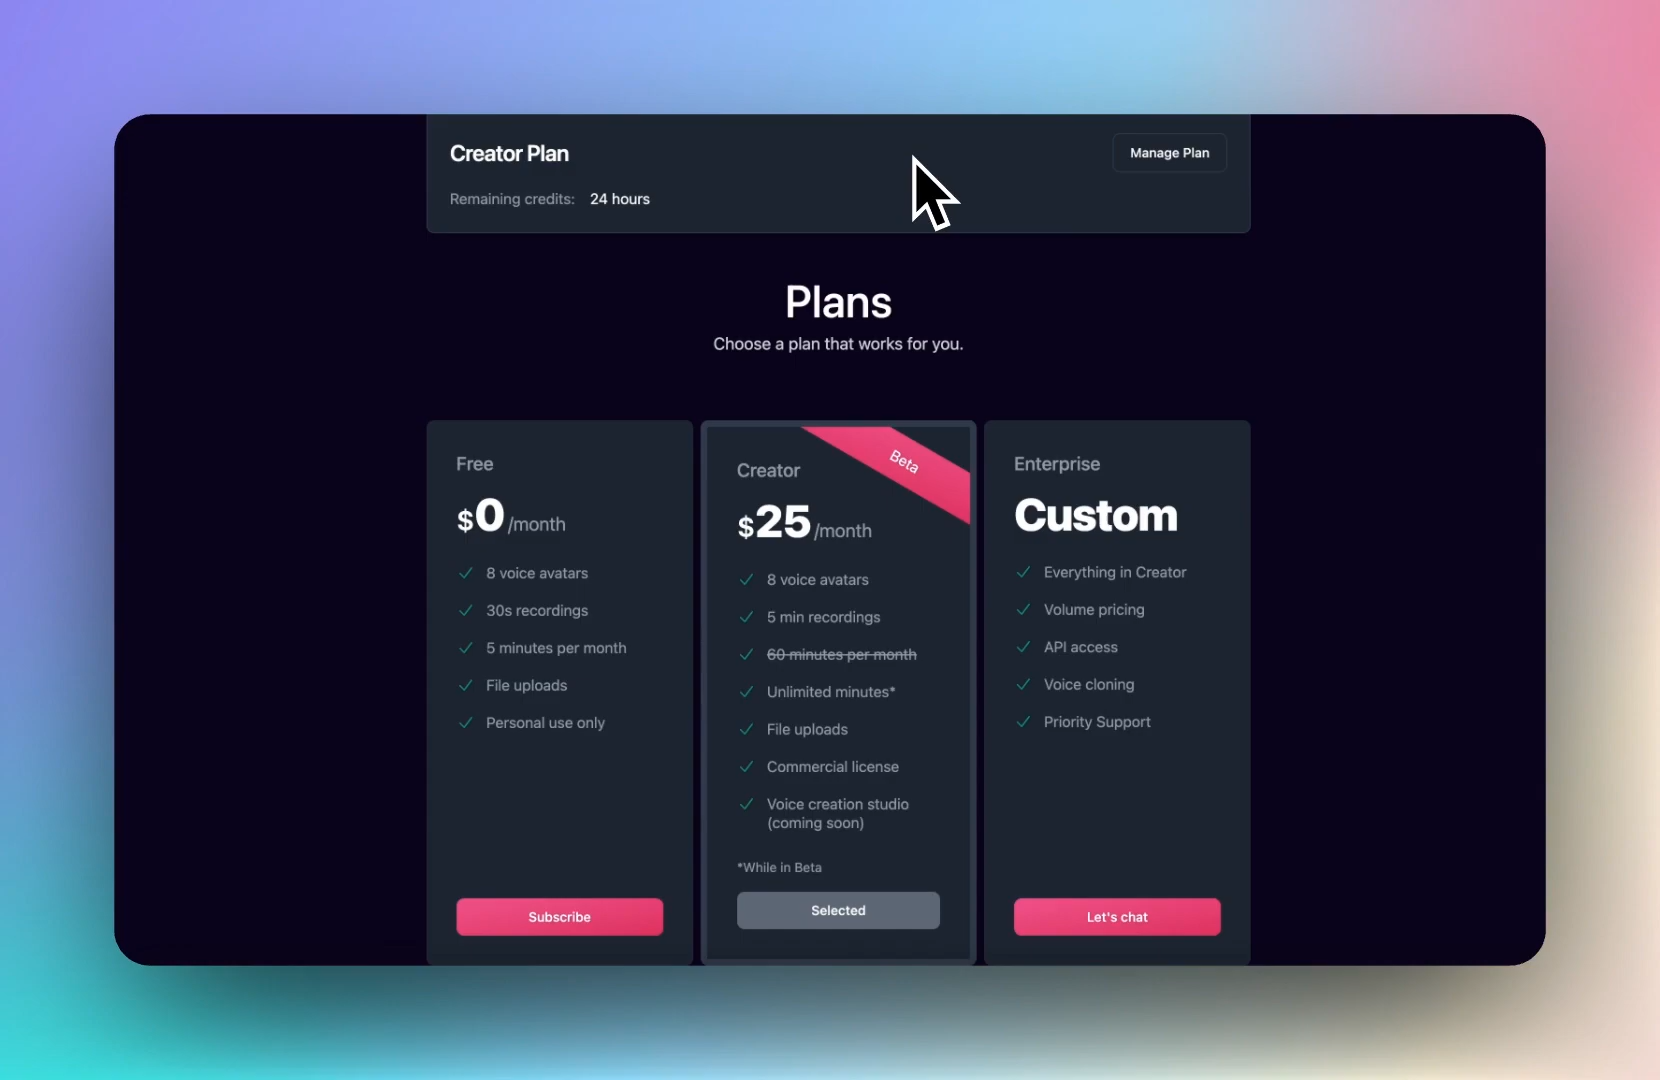 Creator Plan
Manage Plan
Remaining credits: 24 hours
Plans
Choose a plan that works for you.
Free
$0/month
8 voice avatars
30s recordings
5 minutes per month
File uploads
Personal use only
Subscribe
Beta
Creator
$25/month
8 voice avatars
5 min recordings
60 minutes per month
Unlimited minutes*
File uploads
Commercial license
Voice creation studio
(coming soon)
*While in Beta
Selected
Enterprise
Custom
Everything in Creator
Volume pricing
API access
Voice cloning
Priority Support
Let's chat